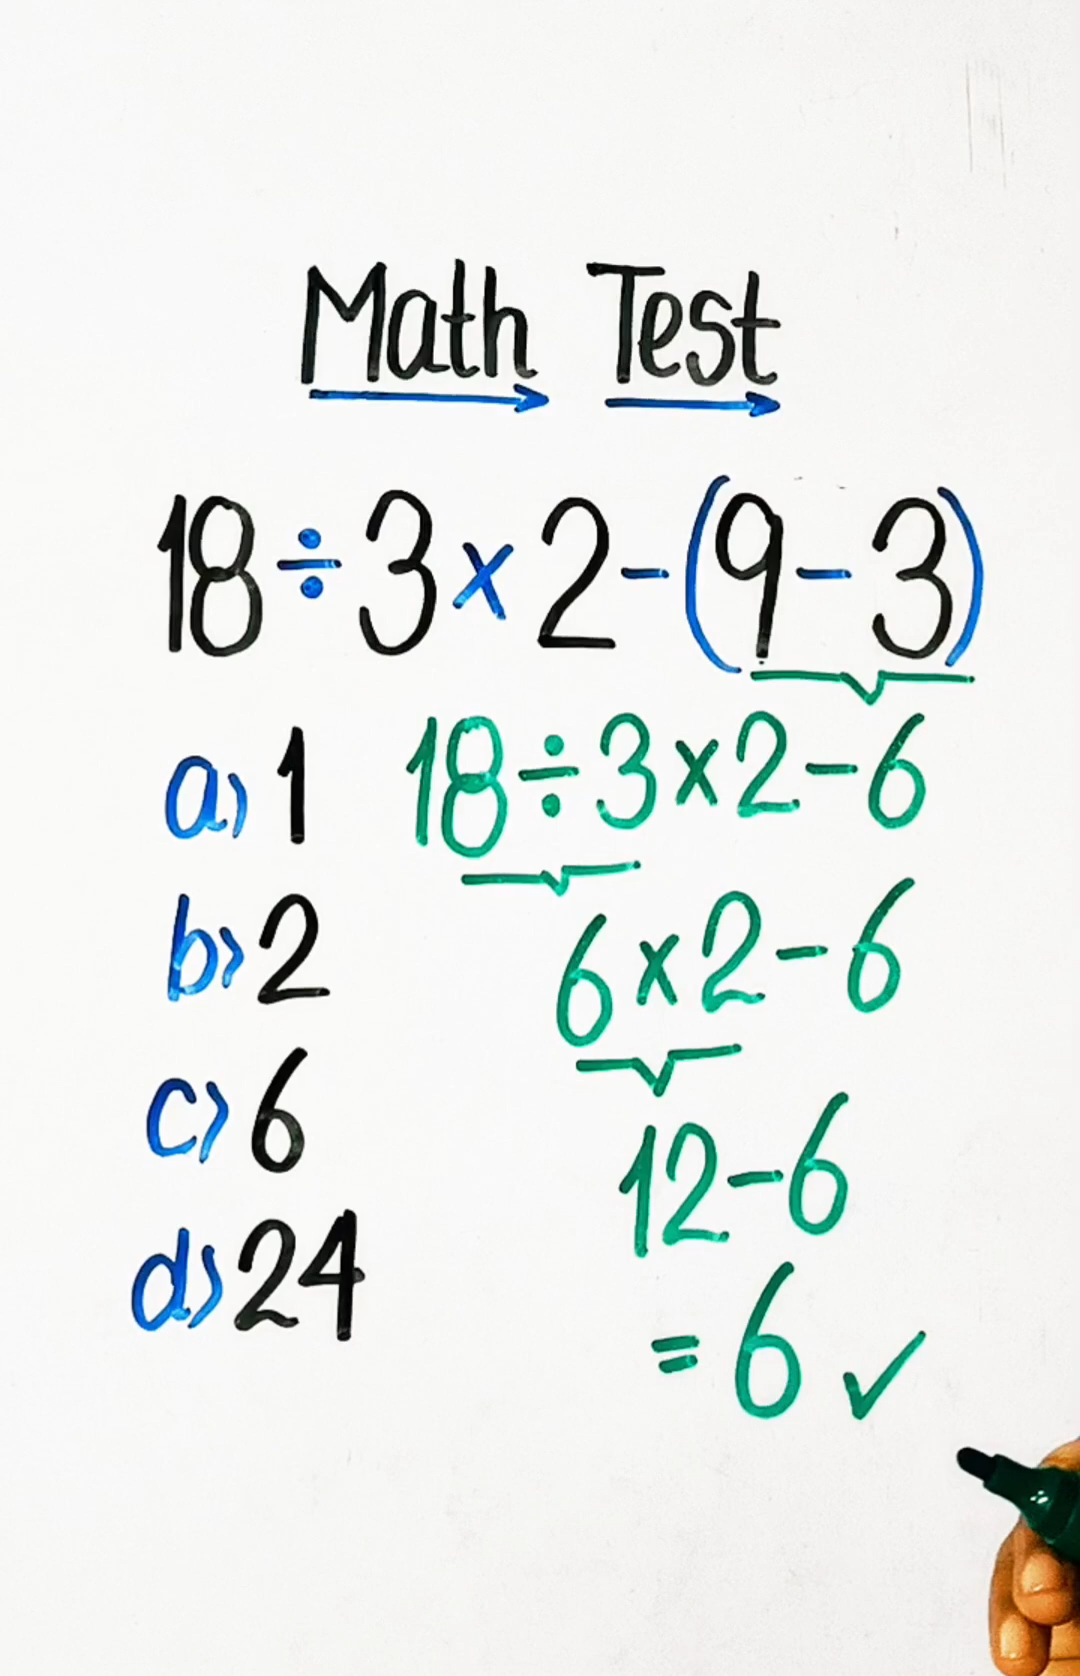 Math Test
18÷3×2-(9-3)
a) 1
18÷3×2-6
b) 2
6×2-6
c) 6
12-6
d) 24
=6✓